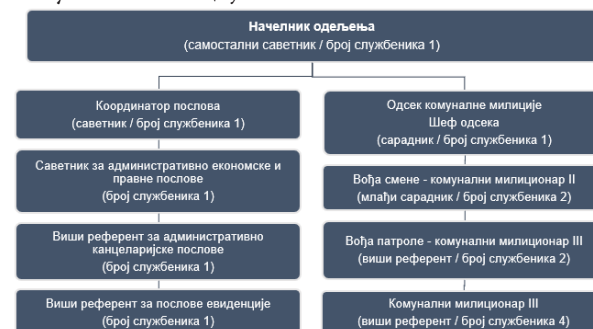 Начелник одељења
(самостални саветник / број службеника 1)
Координатор послова
(саветник / број службеника 1)
Саветник за административно економске и
правне послове
(број службеника 1)
Виши референт за административно
канцеларијске послове
(број службеника 1)
Виши референт за послове евиденције
(број службеника 1)
Одсек комуналне милиције
Шеф одсека
(сарадник / број службеника 1)
Вођа смене - комунални милиционар II
(млађи сарадник / број службеника 2)
Вођа патроле - комунални милиционар III
(виши референт / број службеника 2)
Комунални милиционар III
(виши референт / број службеника 4)